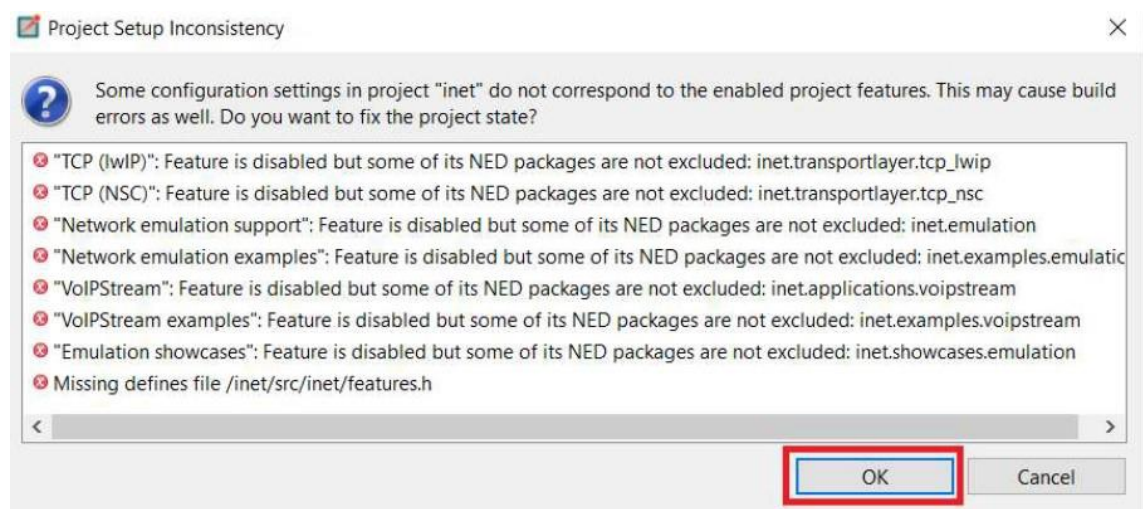 Project Setup Inconsistency
Some configuration settings in project "inet" do not correspond to the enabled project features. This may cause build
errors as well. Do you want to fix the project state?
"TCP (lwIP)": Feature is disabled but some of its NED packages are not excluded: inet.transportlayer.tcp_lwip
"TCP (NSC)": Feature is disabled but some of its NED packages are not excluded: inet.transportlayer.tcp_nsc
"Network emulation support": Feature is disabled but some of its NED packages are not excluded: inet.emulation
"Network emulation examples": Feature is disabled but some of its NED packages are not excluded: inet.examples.emulatic
"VoIPStream": Feature is disabled but some of its NED packages are not excluded: inet.applications.voipstream
"VoIPStream examples": Feature is disabled but some of its NED packages are not excluded: inet.examples.voipstream
"Emulation showcases": Feature is disabled but some of its NED packages are not excluded: inet.showcases.emulation
Missing defines file /inet/src/inet/features.h
OK Cancel